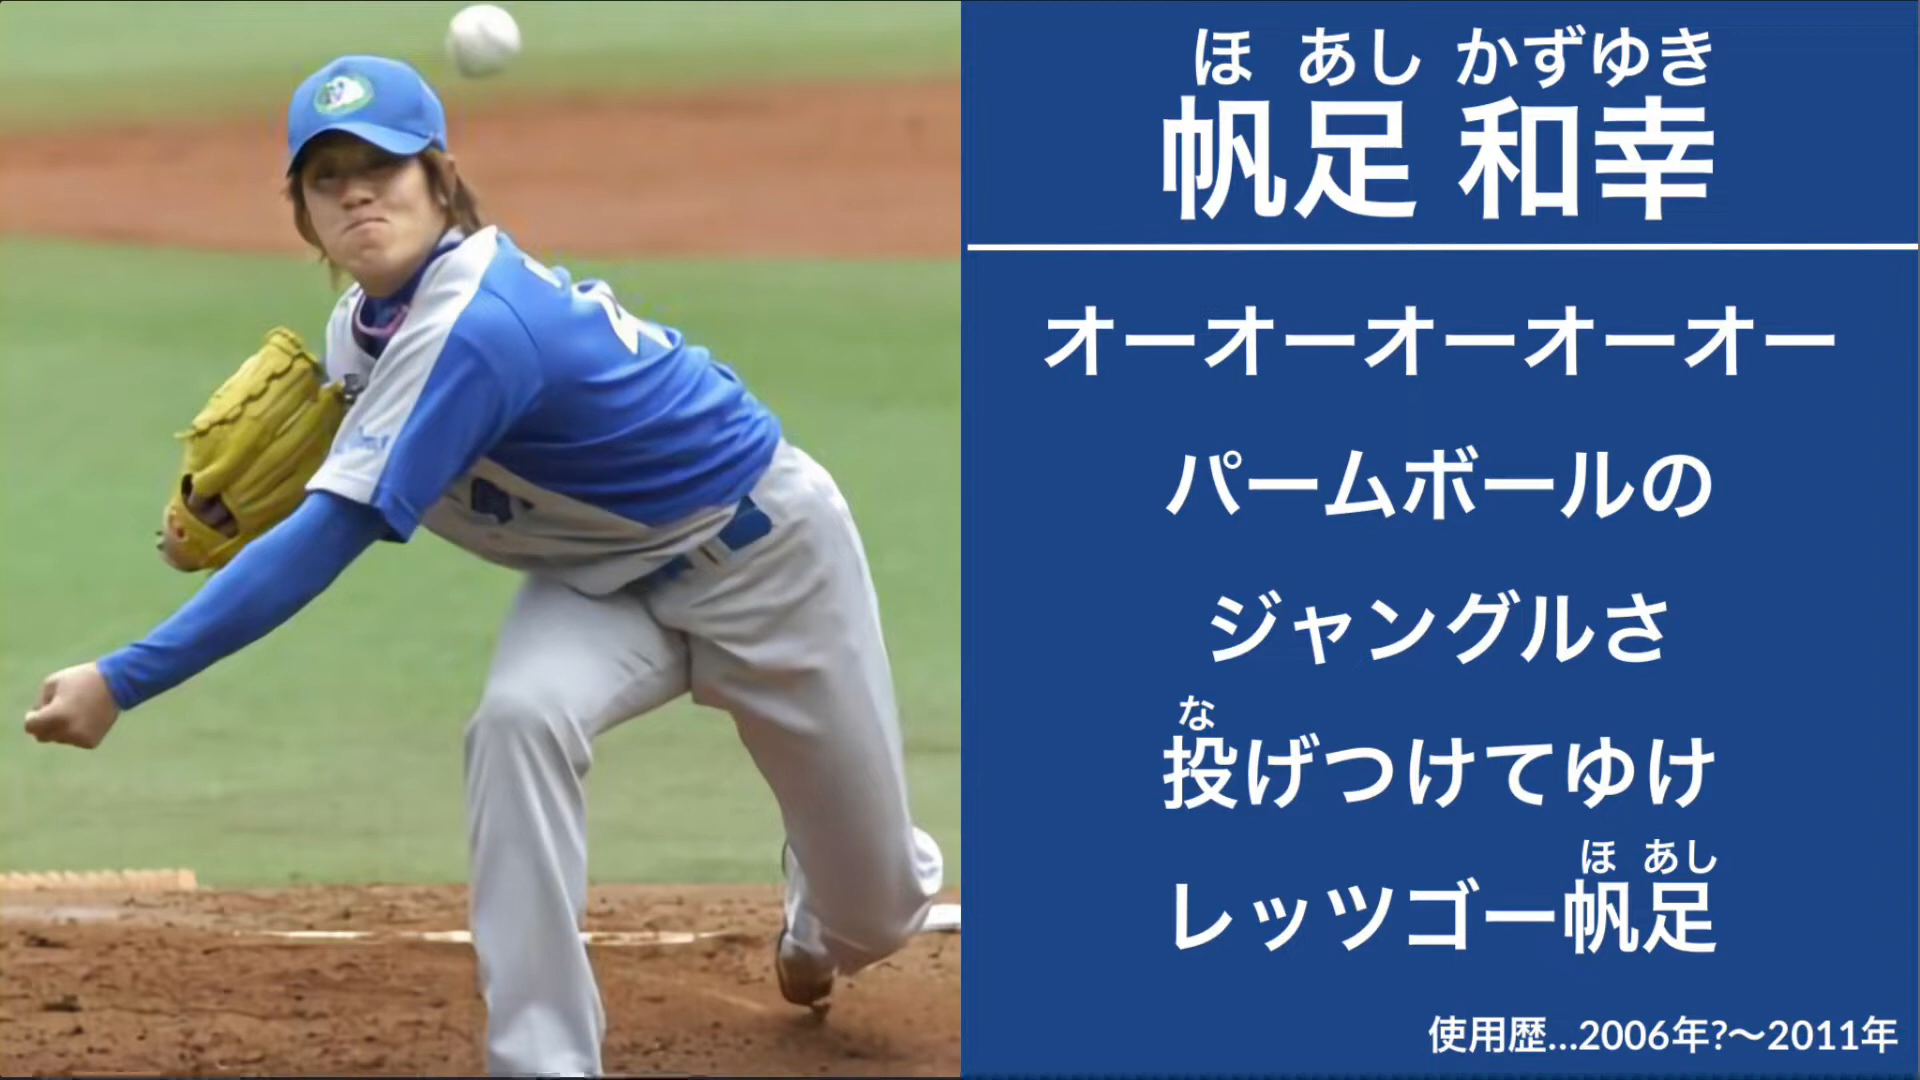 ほ あし かずゆき
帆足 和幸
オーオーオーオーオー
パームボールの
ジャングルさ
な
投げつけてゆけ
ほ あし
レッツゴー帆足
使用歴…2006年?〜2011年